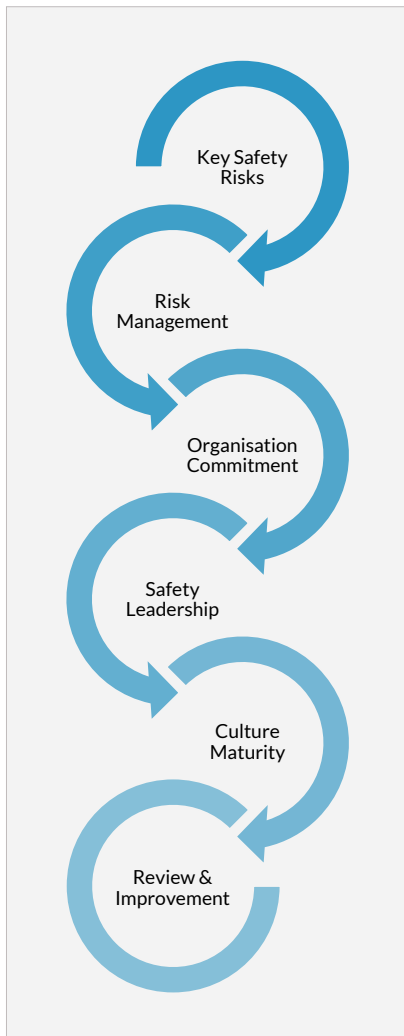 Key Safety
Risks
Risk
Management
Organisation
Commitment
Safety
Leadership
Culture
Maturity
Review &
Improvement